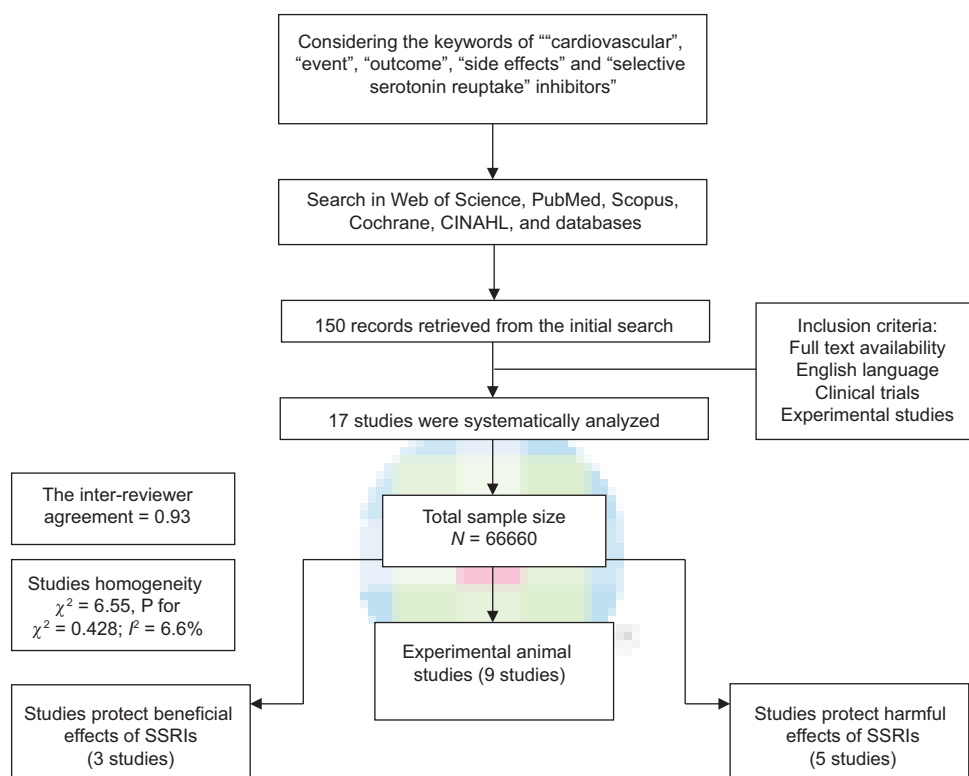 Considering the keywords of ““cardiovascular”,
“event”, “outcome”, “side effects” and “selective
serotonin reuptake” inhibitors”
Search in Web of Science, PubMed, Scopus,
Cochrane, CINAHL, and databases
150 records retrieved from the initial search
Inclusion criteria:
Full text availability
English language
Clinical trials
Experimental studies
17 studies were systematically analyzed
The inter-reviewer
agreement = 0.93
Total sample size
N = 66660
Studies homogeneity
χ² = 6.55, P for
χ² = 0.428; I² = 6.6%
Experimental animal
studies (9 studies)
Studies protect beneficial
effects of SSRIs
(3 studies)
Studies protect harmful
effects of SSRIs
(5 studies)